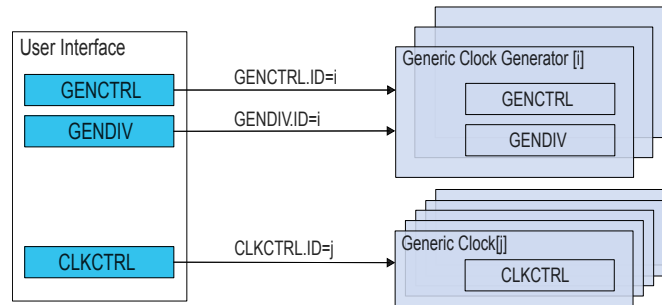 User Interface
GENCTRL
GENDIV
CLKCTRL
GENCTRL.ID=i
GENDIV.ID=i
CLKCTRL.ID=j
Generic Clock Generator [i]
GENCTRL
GENDIV
Generic Clock[j]
CLKCTRL